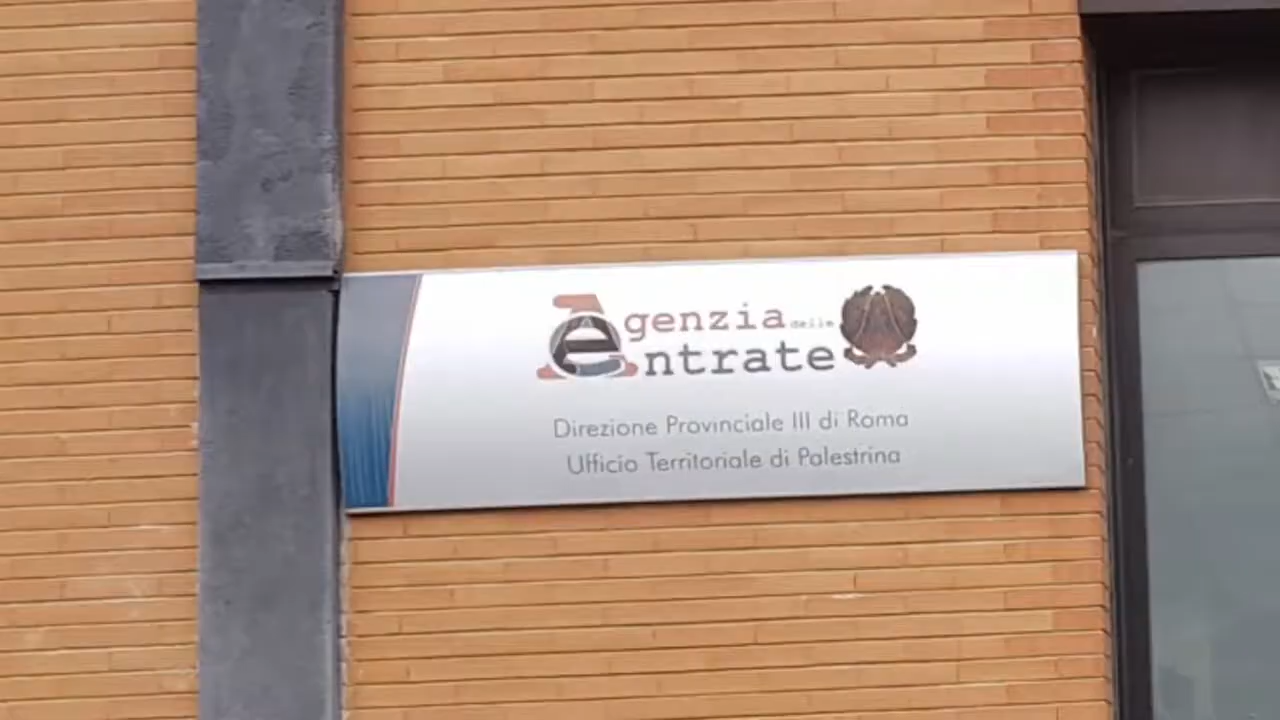 Agenzia delle
Entrate
Direzione Provinciale III di Roma
Ufficio Territoriale di Palestrina